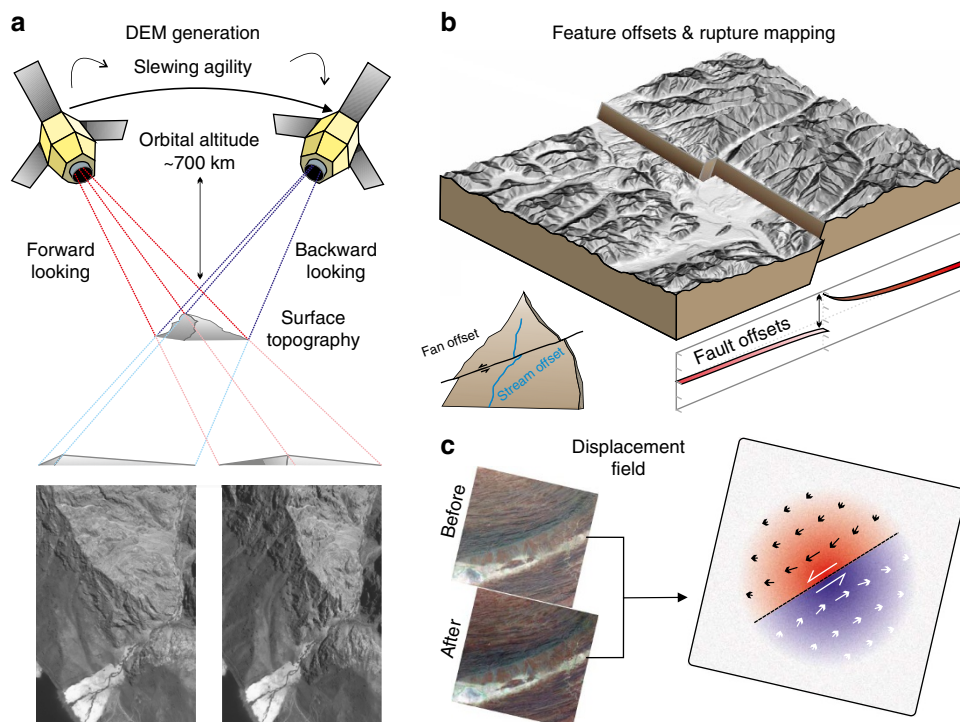 a
DEM generation
Slewing agility
Orbital altitude
~700 km
Forward
looking
Backward
looking
Surface
topography
b
Feature offsets & rupture mapping
Fan offset
Stream offset
Fault offsets
c
Displacement
field
Before
After